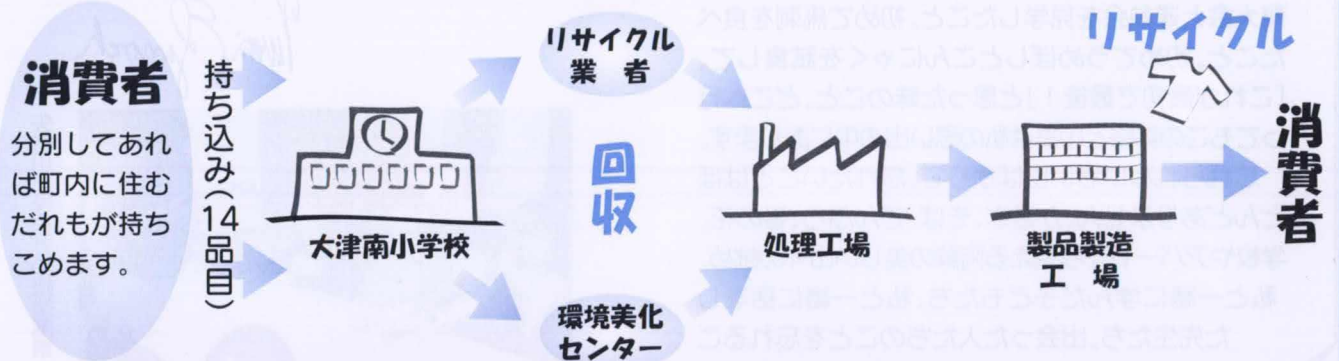 消費者
分別してあれ
ば町内に住む
だれもが持ち
こめます。
持ち込み(14品目)
大津南小学校
リサイクル
業者
回収
環境美化
センター
処理工場
製品製造
工場
リサイクル
消費者